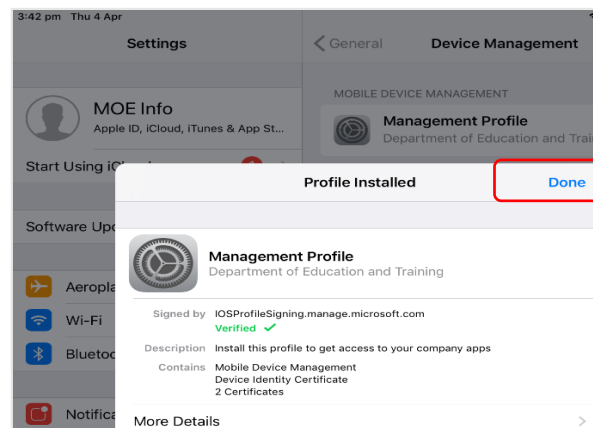 3:42 pm Thu 4 Apr
Settings
General
Device Management
MOBILE DEVICE MANAGEMENT
MOE Info
Apple ID, iCloud, iTunes & App St...
Management Profile
Department of Education and Trai
Start Using
Profile Installed
Done
Software
Management Profile
Department of Education and Training
Signed by IOSProfileSigning.manage.microsoft.com
Verified
Description Install this profile to get access to your company apps
Contains Mobile Device Management
Device Identity Certificate
2 Certificates
Aeropla
Wi-Fi
Bluetoo
Notifica
More Details